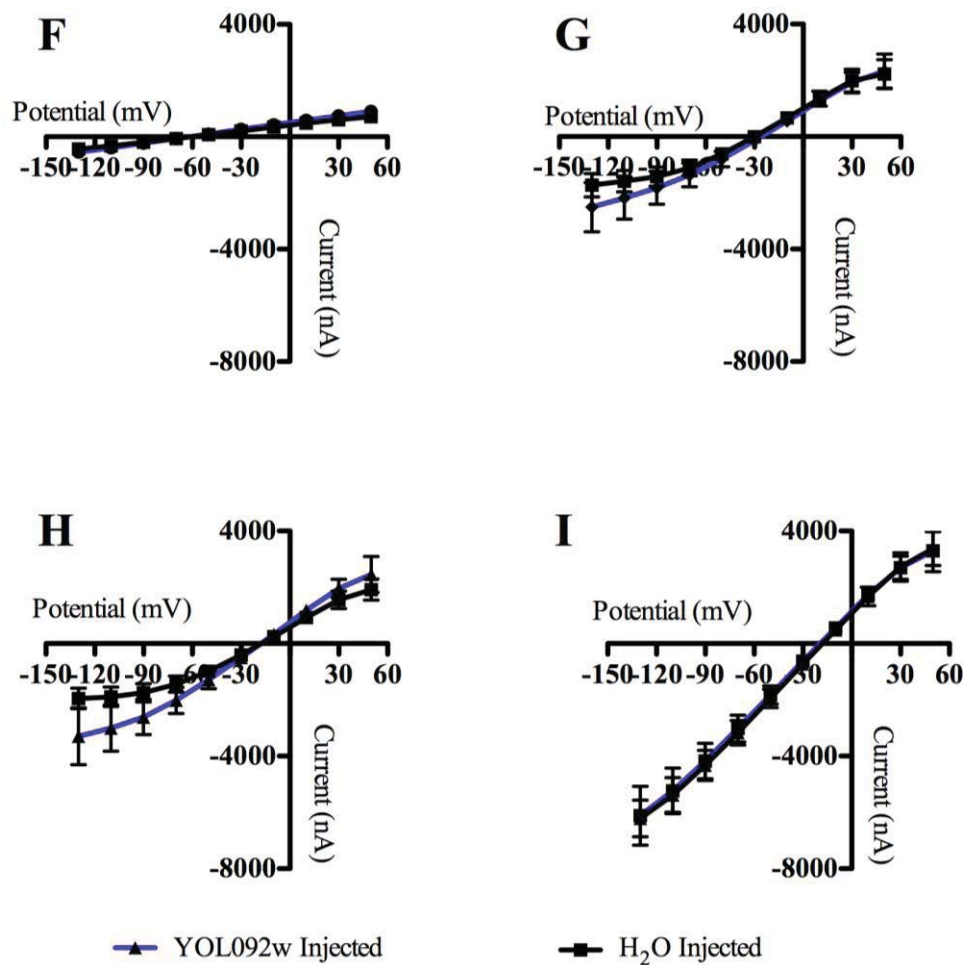 F
4000
Potential (mV)
-150 -120 -90 -60 -30 30 60
-4000
Current (nA)
-8000
G
4000
Potential (mV)
-150 -120 -90 -60 -30 30 60
-4000
Current (nA)
-8000
H
4000
Potential (mV)
-150 -120 -90 -60 -30 30 60
-4000
Current (nA)
-8000
I
4000
Potential (mV)
-150 -120 -90 -60 -30 30 60
-4000
Current (nA)
-8000
YOL092w Injected
H₂O Injected